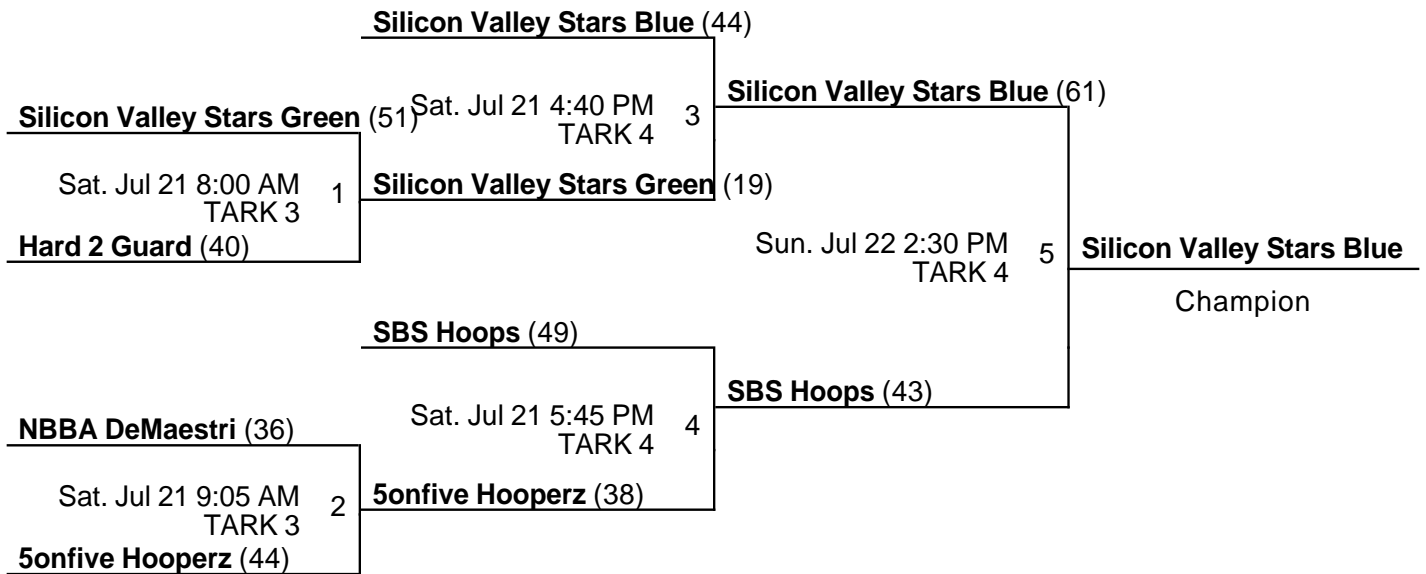 Silicon Valley Stars Blue (44)
Silicon Valley Stars Green (51)
Sat. Jul 21 4:40 PM
TARK 4
3
Silicon Valley Stars Blue (61)
Sat. Jul 21 8:00 AM
TARK 3
1
Silicon Valley Stars Green (19)
Hard 2 Guard (40)
Sun. Jul 22 2:30 PM
TARK 4
5
Silicon Valley Stars Blue
Champion
SBS Hoops (49)
NBBA DeMaestri (36)
Sat. Jul 21 5:45 PM
TARK 4
4
SBS Hoops (43)
Sat. Jul 21 9:05 AM
TARK 3
2
5onfive Hooperz (38)
5onfive Hooperz (44)